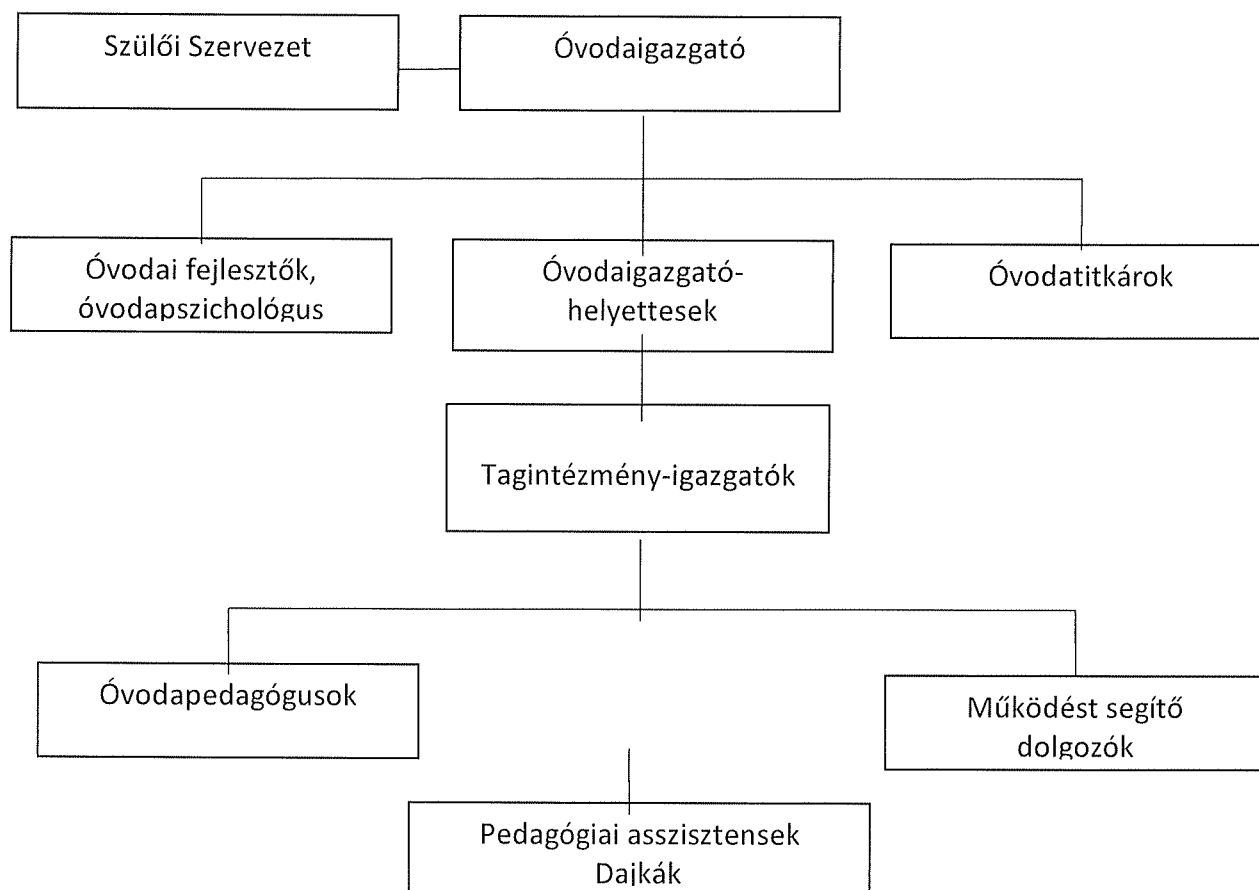 Szülői Szervezet
Óvodaigazgató
Óvodai fejlesztők,
óvodapszichológus
Óvodaigazgató-
helyettesek
Óvodatitkárok
Tagintézmény-igazgatók
Óvodapedagógusok
Működést segítő
dolgozók
Pedagógiai asszisztensek
Dajkák